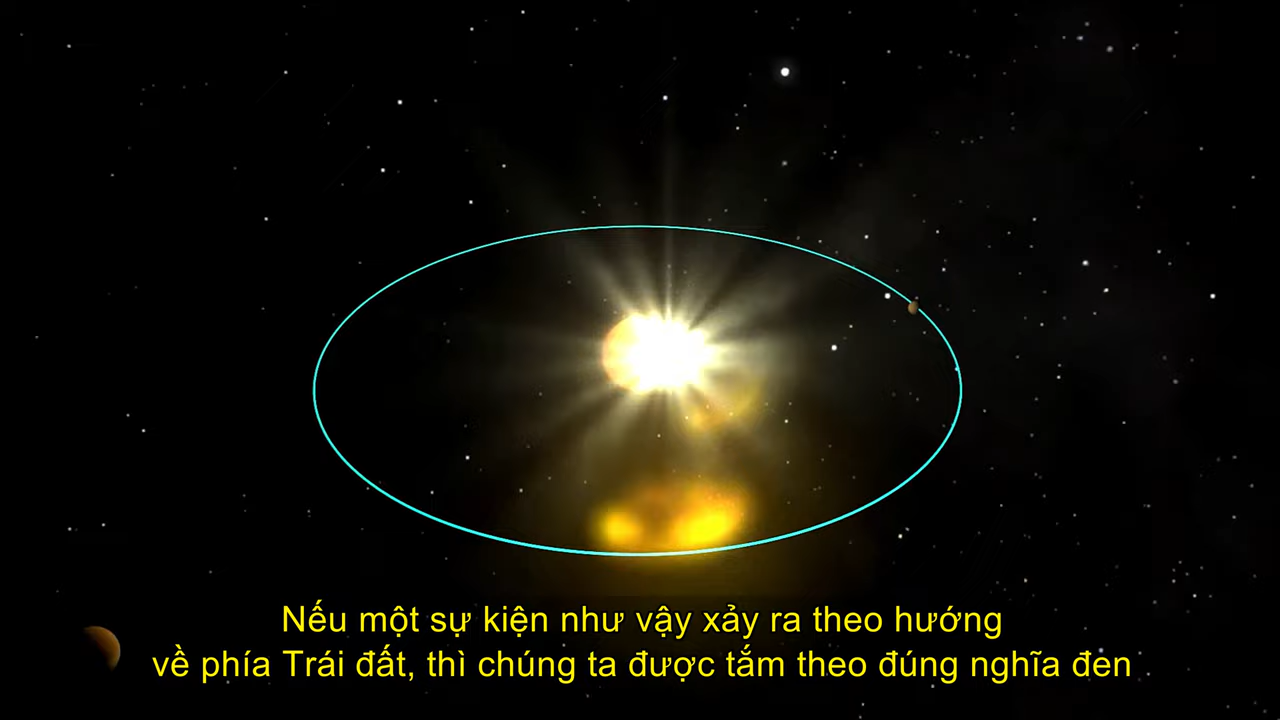 Nếu một sự kiện như vậy xảy ra theo hướng
về phía Trái đất, thì chúng ta được tắm theo đúng nghĩa đen